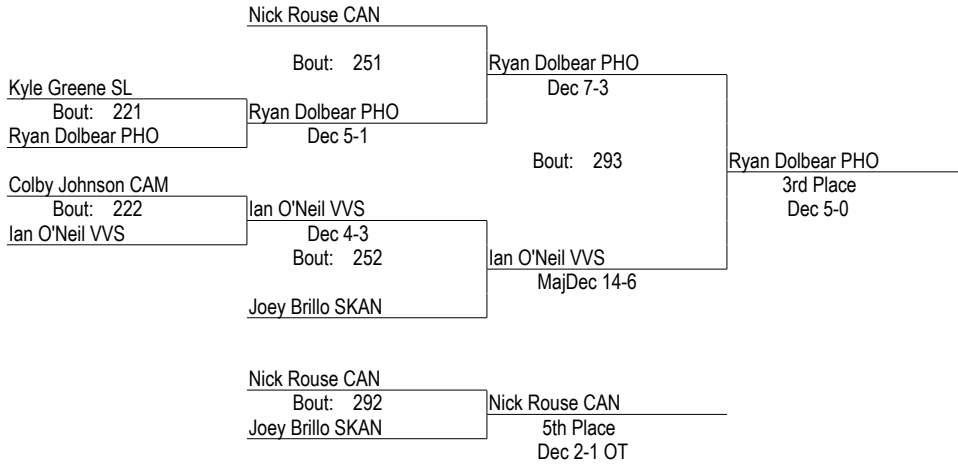 Nick Rouse CAN
Bout: 251
Ryan Dolbear PHO
Dec 7-3
Kyle Greene SL
Bout: 221
Ryan Dolbear PHO
Ryan Dolbear PHO
Dec 5-1
Bout: 293
Ryan Dolbear PHO
3rd Place
Dec 5-0
Colby Johnson CAM
Bout: 222
Ian O'Neil VVS
Ian O'Neil VVS
Dec 4-3
Bout: 252
Ian O'Neil VVS
MajDec 14-6
Joey Brillo SKAN
Nick Rouse CAN
Bout: 292
Joey Brillo SKAN
Nick Rouse CAN
5th Place
Dec 2-1 OT